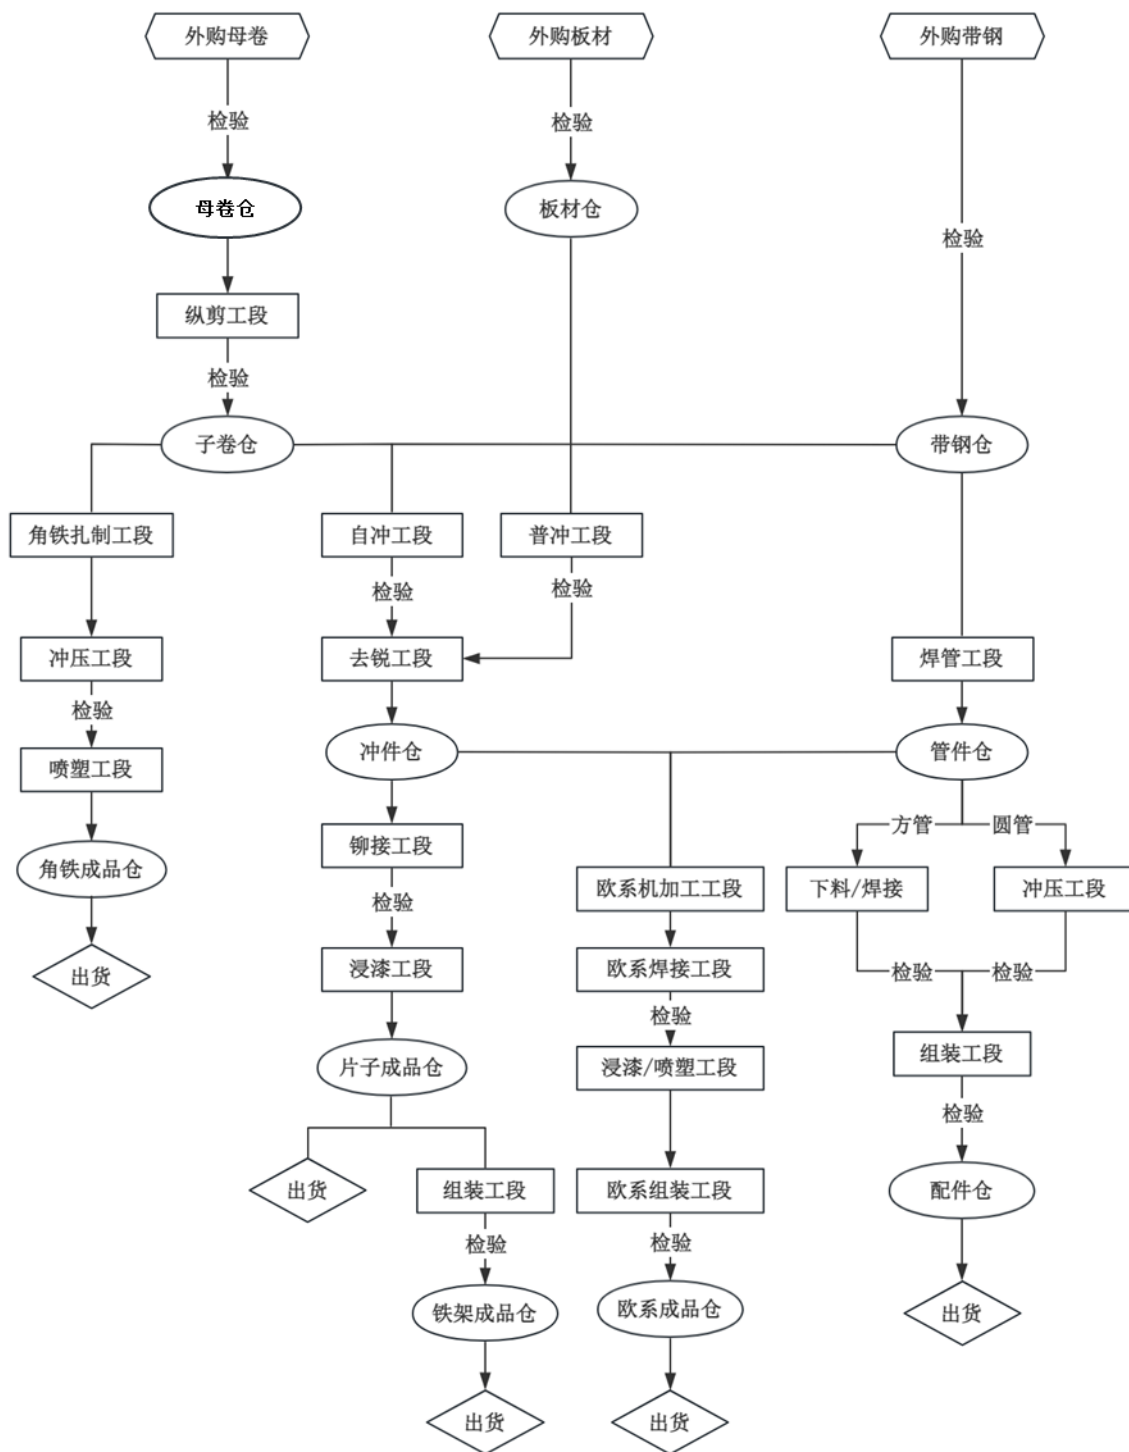 外购母卷
外购板材
外购带钢
检验
检验
母卷仓
板材仓
检验
纵剪工段
检验
子卷仓
带钢仓
角铁扎制工段
自冲工段
普冲工段
检验
检验
冲压工段
去锐工段
焊管工段
检验
冲件仓
管件仓
喷塑工段
方管
圆管
铆接工段
角铁成品仓
欧系机加工工段
下料/焊接
冲压工段
检验
出货
浸漆工段
欧系焊接工段
检验
检验
检验
组装工段
片子成品仓
浸漆/喷塑工段
检验
出货
组装工段
欧系组装工段
配件仓
检验
检验
铁架成品仓
欧系成品仓
出货
出货
出货